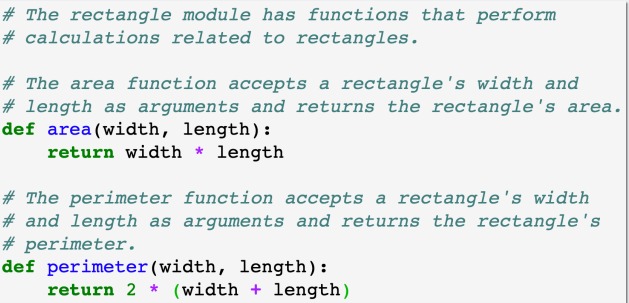 # The rectangle module has functions that perform
# calculations related to rectangles.
# The area function accepts a rectangle's width and
# length as arguments and returns the rectangle's area.
def area(width, length):
    return width * length
# The perimeter function accepts a rectangle's width
# and length as arguments and returns the rectangle's
# perimeter.
def perimeter(width, length):
    return 2 * (width + length)